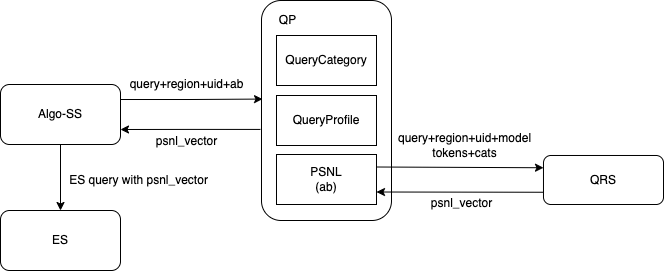 QP
QueryCategory
query+region+uid+ab
Algo-SS
QueryProfile
psnl_vector
query+region+uid+model
tokens+cats
PSNL
(ab)
QRS
ES query with psnl_vector
psnl_vector
ES